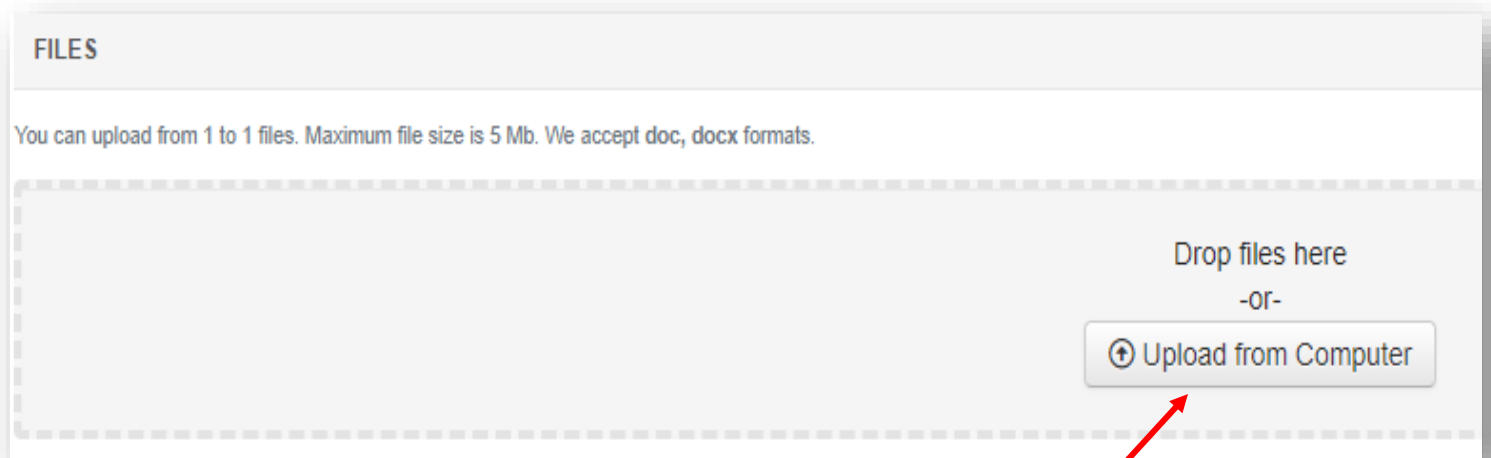 FILES
You can upload from 1 to 1 files. Maximum file size is 5 Mb. We accept doc, docx formats.
Drop files here
-or-
Upload from Computer